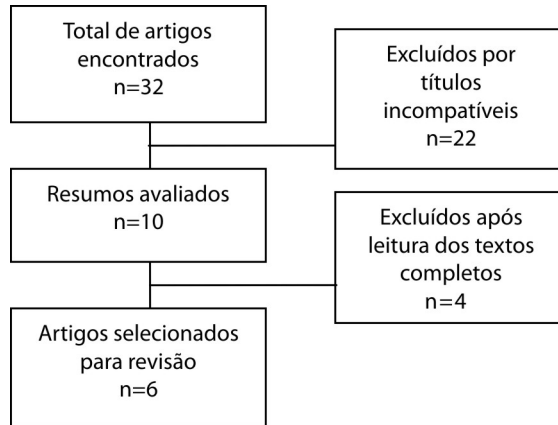 Total de artigos
encontrados
n=32
Excluídos por
títulos
incompatíveis
n=22
Resumos avaliados
n=10
Excluídos após
leitura dos textos
completos
n=4
Artigos selecionados
para revisão
n=6